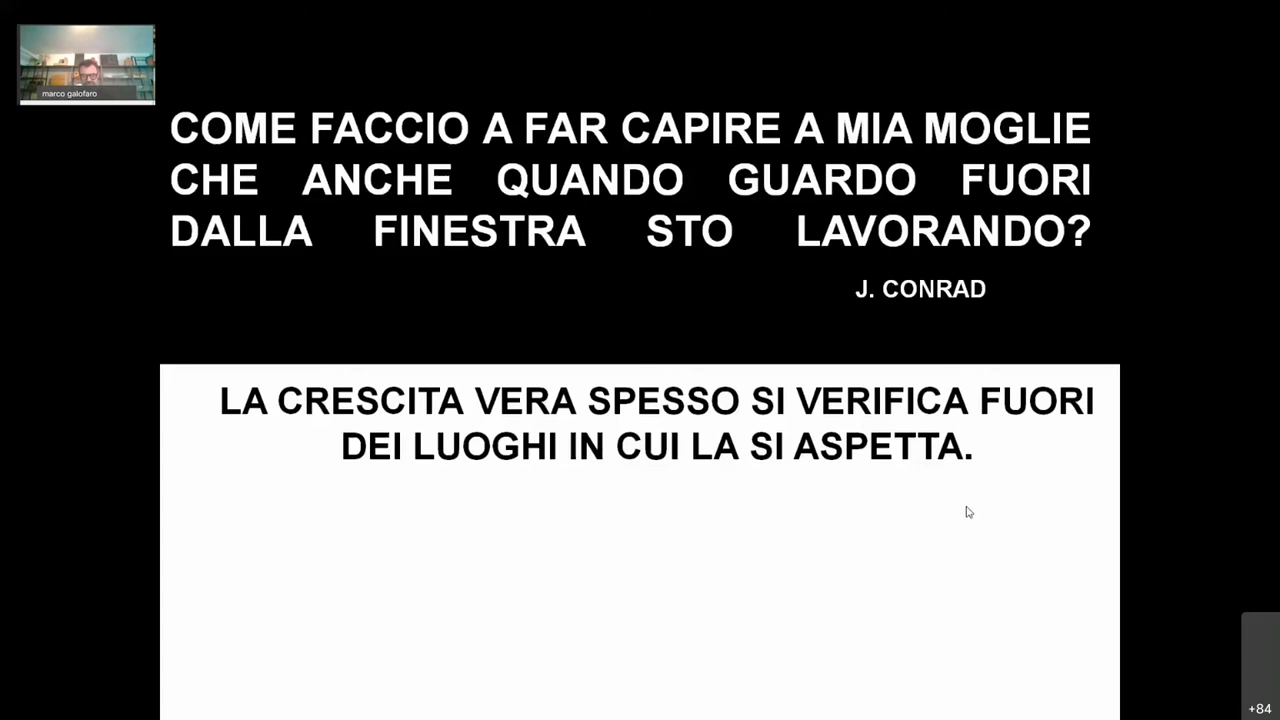 marco galofaro
COME FACCIO A FAR CAPIRE A MIA MOGLIE
CHE ANCHE QUANDO GUARDO FUORI
DALLA FINESTRA STO LAVORANDO?
J. CONRAD
LA CRESCITA VERA SPESSO SI VERIFICA FUORI
DEI LUOGHI IN CUI LA SI ASPETTA.
+84